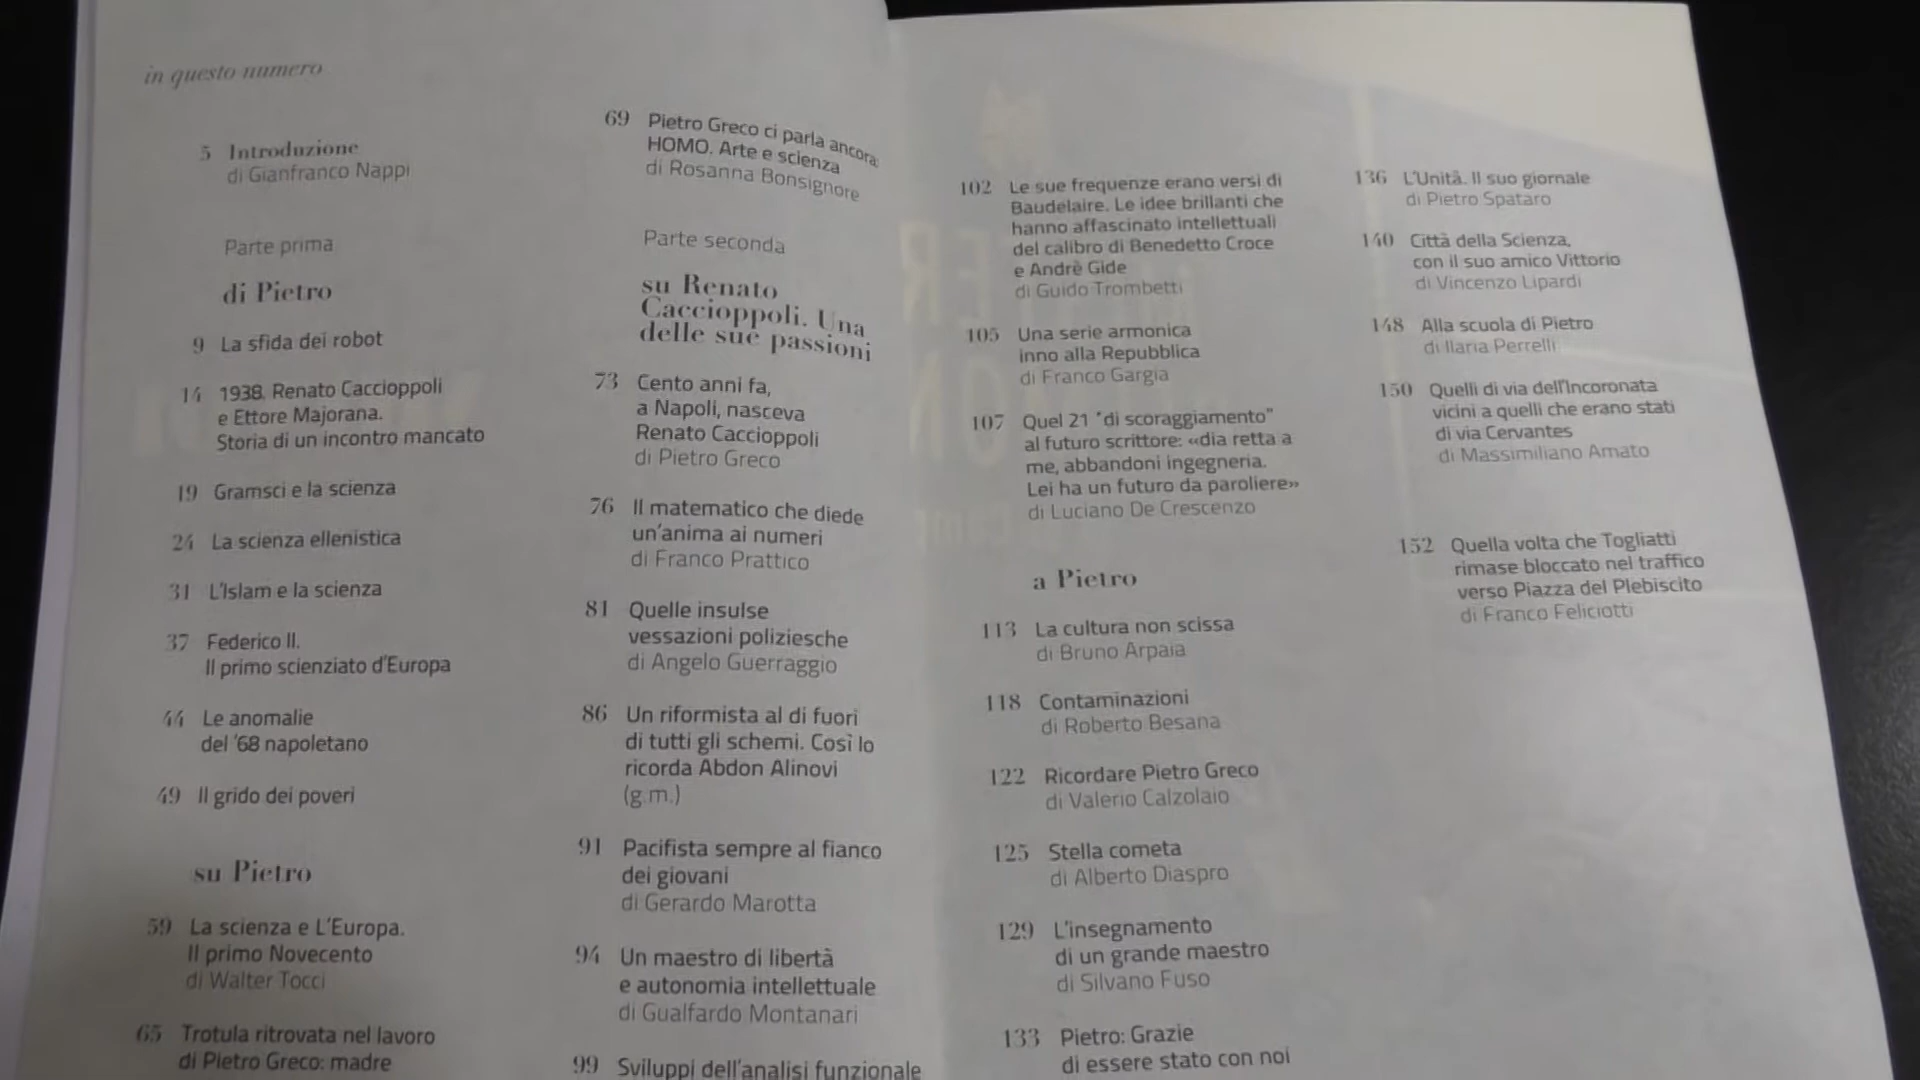 in questo numero
5 Introduzione
di Gianfranco Nappi
Parte prima
di Pietro
9 La sfida dei robot
14 1938. Renato Caccioppoli
e Ettore Majorana.
Storia di un incontro mancato
19 Gramsci e la scienza
24 La scienza ellenistica
31 L'Islam e la scienza
37 Federico II.
Il primo scienziato d'Europa
44 Le anomalie
del '68 napoletano
49 Il grido dei poveri
su Pietro
59 La scienza e L'Europa.
Il primo Novecento
di Walter Tocci
65 Trotula ritrovata nel lavoro
di Pietro Greco: madre
69 Pietro Greco ci parla ancora
HOMO. Arte e scienza
di Rosanna Bonsignore
Parte seconda
su Renato
Caccioppoli. Una
delle sue passioni
73 Cento anni fa,
a Napoli, nasceva
Renato Caccioppoli
di Pietro Greco
76 Il matematico che diede
un'anima ai numeri
di Franco Prattico
81 Quelle insulse
vessazioni poliziesche
di Angelo Guerraggio
86 Un riformista al di fuori
di tutti gli schemi. Così lo
ricorda Abdon Alinovi
(g.m.)
91 Pacifista sempre al fianco
dei giovani
di Gerardo Marotta
94 Un maestro di libertà
e autonomia intellettuale
di Gualfardo Montanari
99 Sviluppi dell'analisi funzionale
102 Le sue frequenze erano versi di
Baudelaire. Le idee brillanti che
hanno affascinato intellettuali
del calibro di Benedetto Croce
e Andrè Gide
di Guido Trombetti
105 Una serie armonica
inno alla Repubblica
di Franco Gargia
107 Quel 21 "di scoraggiamento"
al futuro scrittore: «dia retta a
me, abbandoni ingegneria.
Lei ha un futuro da paroliere»
di Luciano De Crescenzo
a Pietro
113 La cultura non scissa
di Bruno Arpaia
118 Contaminazioni
di Roberto Besana
122 Ricordare Pietro Greco
di Valerio Calzolaio
125 Stella cometa
di Alberto Diaspro
129 L'insegnamento
di un grande maestro
di Silvano Fuso
133 Pietro: Grazie
di essere stato con noi
136 L'Unità. Il suo giornale
di Pietro Spataro
140 Città della Scienza,
con il suo amico Vittorio
di Vincenzo Lipardi
148 Alla scuola di Pietro
di Ilaria Perrelli
150 Quelli di via dell'Incoronata
vicini a quelli che erano stati
di via Cervantes
di Massimiliano Amato
152 Quella volta che Togliatti
rimase bloccato nel traffico
verso Piazza del Plebiscito
di Franco Feliciotti